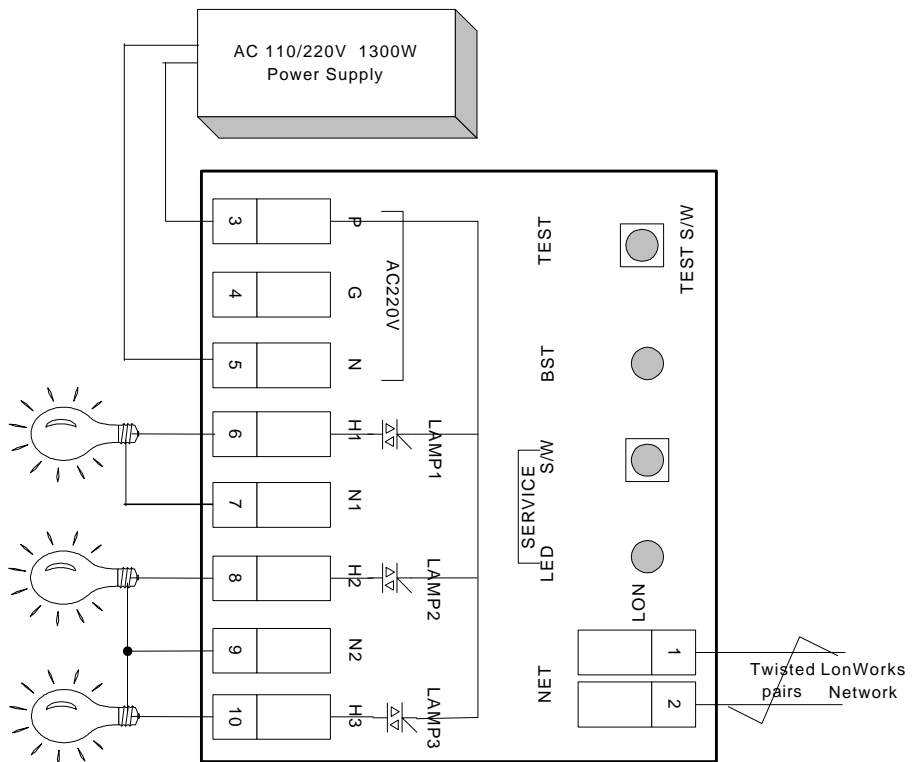 AC 110/220V 1300W
Power Supply
3
P
4
G
5
N
AC220V
6
H1
LAMP1
7
N1
8
H2
LAMP2
9
N2
10
H3
LAMP3
TEST
TEST S/W
BST
S/W
SERVICE
LED
LON
NET
1
2
Twisted
pairs
LonWorks
Network